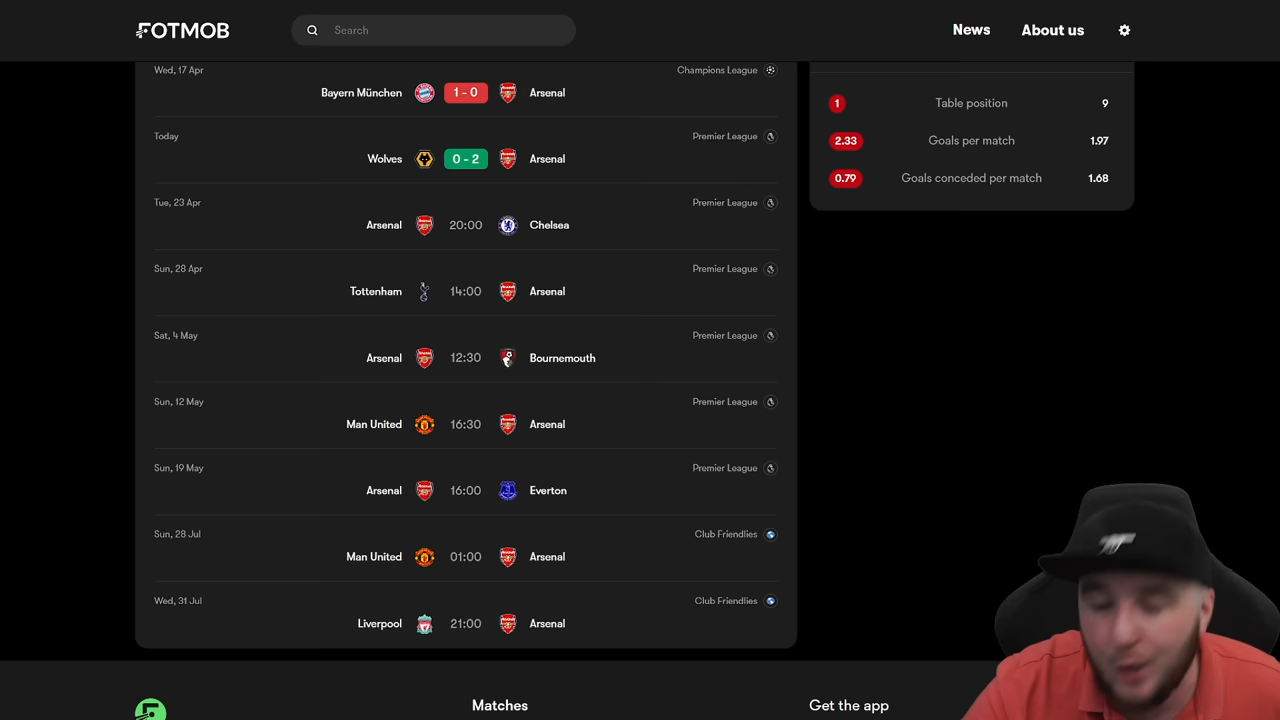 FOTMOB
Search
News
About us
Wed, 17 Apr
Champions League
Bayern München 1 - 0 Arsenal
Today
Premier League
Wolves 0 - 2 Arsenal
Tue, 23 Apr
Premier League
Arsenal 20:00 Chelsea
Sun, 28 Apr
Premier League
Tottenham 14:00 Arsenal
Sat, 4 May
Premier League
Arsenal 12:30 Bournemouth
Sun, 12 May
Premier League
Man United 16:30 Arsenal
Sun, 19 May
Premier League
Arsenal 16:00 Everton
Sun, 28 Jul
Club Friendlies
Man United 01:00 Arsenal
Wed, 31 Jul
Club Friendlies
Liverpool 21:00 Arsenal
1 Table position 9
2.33 Goals per match 1.97
0.79 Goals conceded per match 1.68
Matches
Get the app